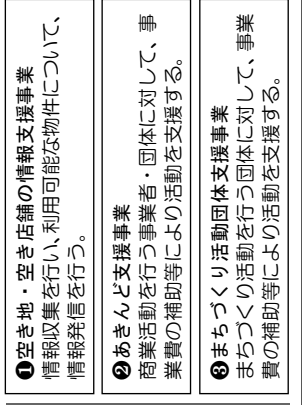 ❶空き地・空き店舗の情報支援事業
情報収集を行い、利用可能な物件について、
情報発信を行う。
❷あきんど支援事業
商業活動を行う事業者・団体に対して、事
業費の補助等により活動を支援する。
❸まちづくり活動団体支援事業
まちづくり活動を行う団体に対して、事業
費の補助等により活動を支援する。